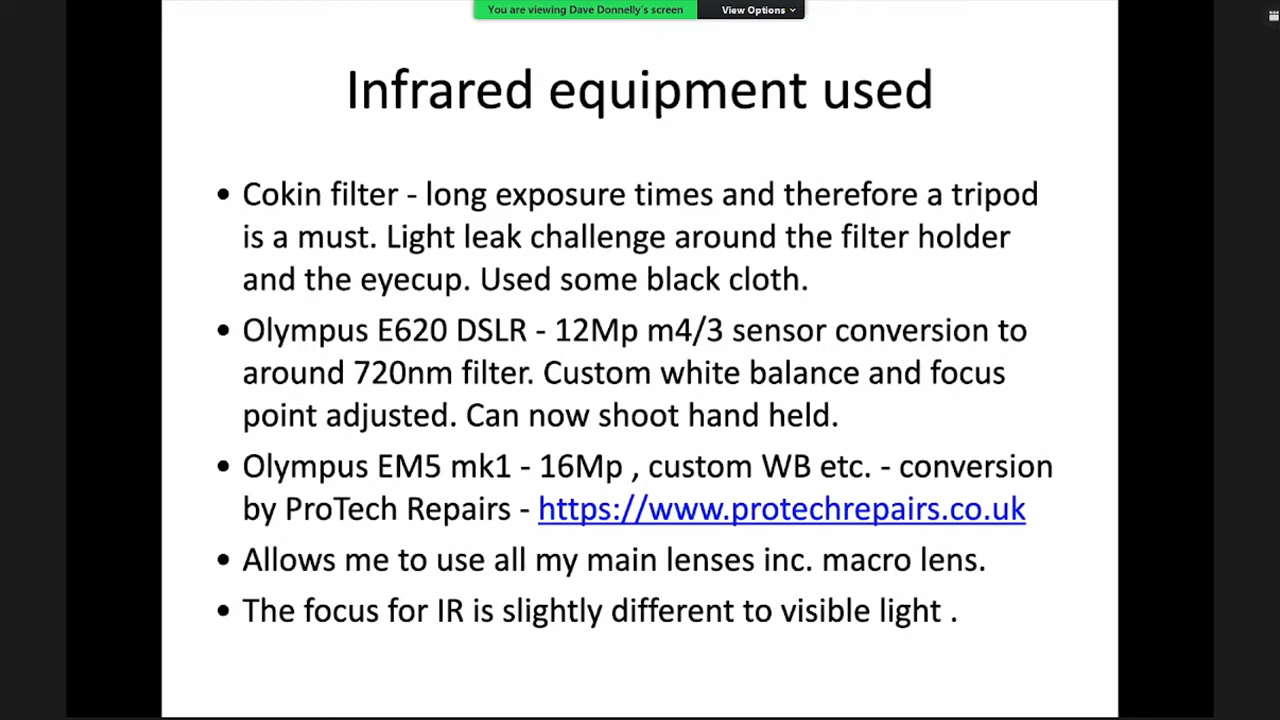 You are viewing Dave Donnelly's screen
View Options
Infrared equipment used
• Cokin filter - long exposure times and therefore a tripod
is a must. Light leak challenge around the filter holder
and the eyecup. Used some black cloth.
• Olympus E620 DSLR - 12Mp m4/3 sensor conversion to
around 720nm filter. Custom white balance and focus
point adjusted. Can now shoot hand held.
• Olympus EM5 mk1 - 16Mp , custom WB etc. - conversion
by ProTech Repairs - https://www.protechrepairs.co.uk
• Allows me to use all my main lenses inc. macro lens.
• The focus for IR is slightly different to visible light .